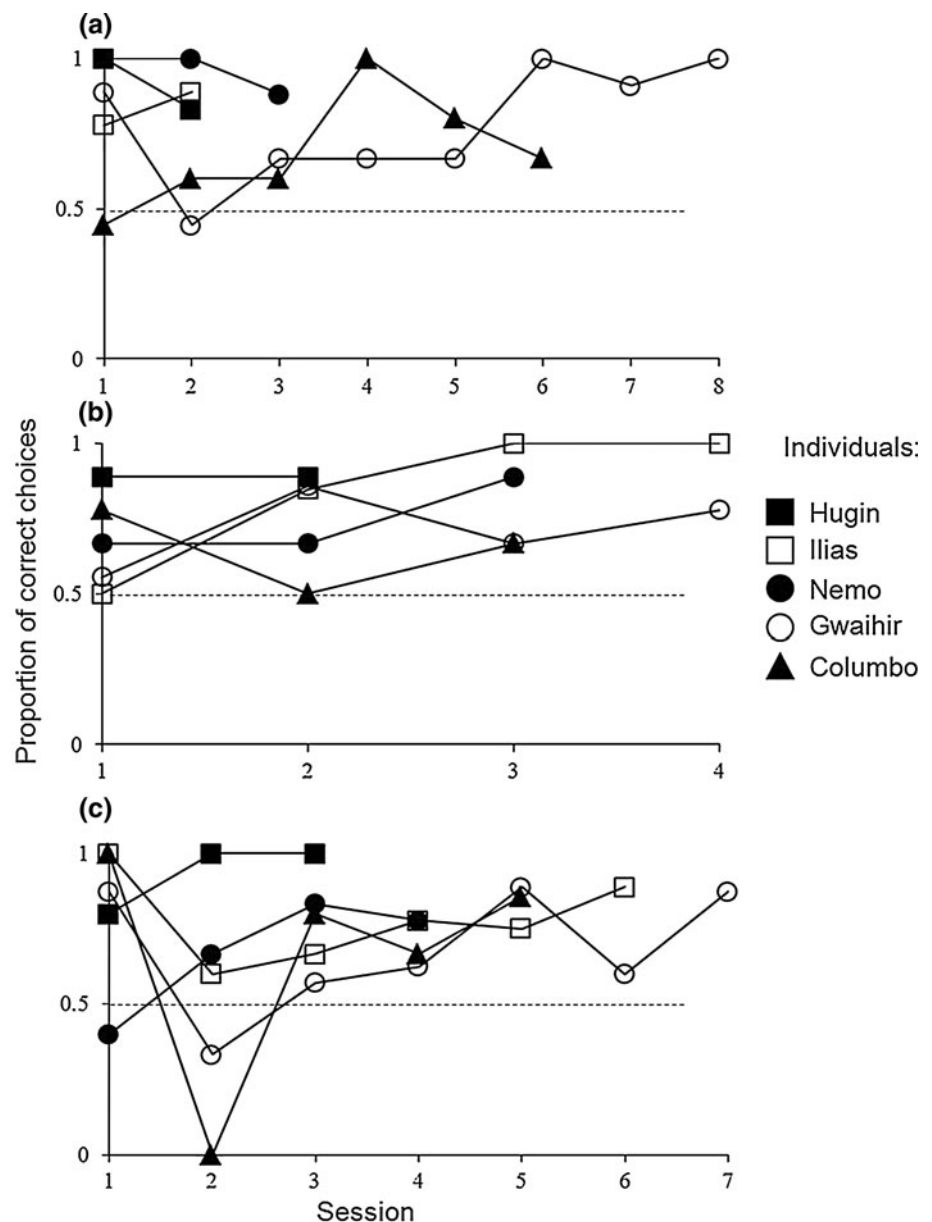 (a)
1
0.5
0
1 2 3 4 5 6 7 8
(b)
1
0.5
0
1 2 3 4
(c)
1
0.5
0
1 2 3 4 5 6 7
Session
Proportion of correct choices
Individuals:
Hugin
Ilias
Nemo
Gwaihir
Columbo